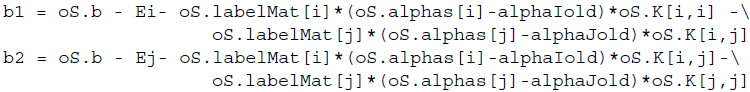 b1 = oS.b - Ei- oS.labelMat[i]*(oS.alphas[i]-alphaIold)*oS.K[i,i] -\
oS.labelMat[j]*(oS.alphas[j]-alphaJold)*oS.K[i,j]
b2 = oS.b - Ej- oS.labelMat[i]*(oS.alphas[i]-alphaIold)*oS.K[i,j]-\
oS.labelMat[j]*(oS.alphas[j]-alphaJold)*oS.K[j,j]